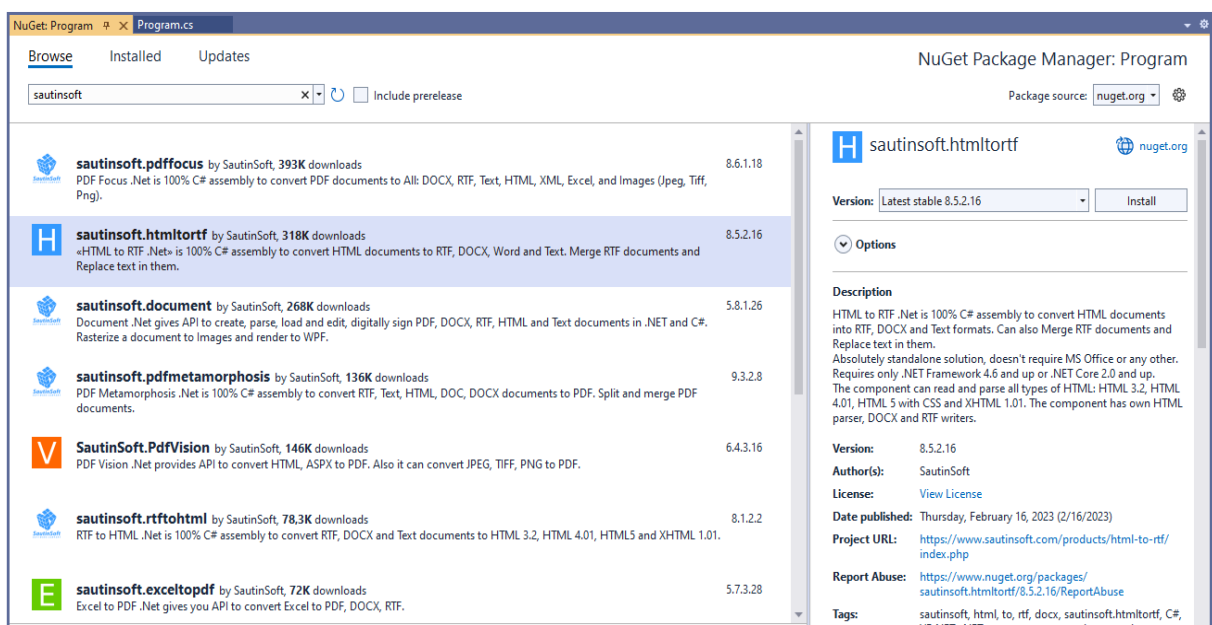 NuGet: Program
Program.cs
Browse
Installed
Updates
NuGet Package Manager: Program
sautinsoft
Include prerelease
Package source:
nuget.org
sautinsoft.pdffocus by SautinSoft, 393K downloads
8.6.1.18
PDF Focus .Net is 100% C# assembly to convert PDF documents to All: DOCX, RTF, Text, HTML, XML, Excel, and Images (Jpeg, Tiff,
Png).
H
sautinsoft.htmltortf by SautinSoft, 318K downloads
8.5.2.16
«HTML to RTF .Net» is 100% C# assembly to convert HTML documents to RTF, DOCX, Word and Text. Merge RTF documents and
Replace text in them.
SautinSoft
sautinsoft.document by SautinSoft, 268K downloads
5.8.1.26
Document .Net gives API to create, parse, load and edit, digitally sign PDF, DOCX, RTF, HTML and Text documents in .NET and C#.
Rasterize a document to Images and render to WPF.
SautinSoft
sautinsoft.pdfmetamorphosis by SautinSoft, 136K downloads
9.3.2.8
PDF Metamorphosis .Net is 100% C# assembly to convert RTF, Text, HTML, DOC, DOCX documents to PDF. Split and merge PDF
documents.
SautinSoft
V
SautinSoft.PdfVision by SautinSoft, 146K downloads
6.4.3.16
PDF Vision .Net provides API to convert HTML, ASPX to PDF. Also it can convert JPEG, TIFF, PNG to PDF.
sautinsoft.rtftohtml by SautinSoft, 78,3K downloads
8.1.2.2
RTF to HTML .Net is 100% C# assembly to convert RTF, DOCX and Text documents to HTML 3.2, HTML 4.01, HTML5 and XHTML 1.01.
SautinSoft
E
sautinsoft.exceltopdf by SautinSoft, 72K downloads
5.7.3.28
Excel to PDF .Net gives you API to convert Excel to PDF, DOCX, RTF.
H
sautinsoft.htmltortf
nuget.org
Version:
Latest stable 8.5.2.16
Install
Options
Description
HTML to RTF .Net is 100% C# assembly to convert HTML documents
into RTF, DOCX and Text formats. Can also Merge RTF documents and
Replace text in them.
Absolutely standalone solution, doesn't require MS Office or any other.
Requires only .NET Framework 4.6 and up or .NET Core 2.0 and up.
The component can read and parse all types of HTML: HTML 3.2, HTML
4.01, HTML 5 with CSS and XHTML 1.01. The component has own HTML
parser, DOCX and RTF writers.
Version: 8.5.2.16
Author(s): SautinSoft
License: View License
Date published: Thursday, February 16, 2023 (2/16/2023)
Project URL: https://www.sautinsoft.com/products/html-to-rtf/
index.php
Report Abuse: https://www.nuget.org/packages/
sautinsoft.htmltortf/8.5.2.16/ReportAbuse
Tags: sautinsoft, html, to, rtf, docx, sautinsoft.htmltortf, C#,